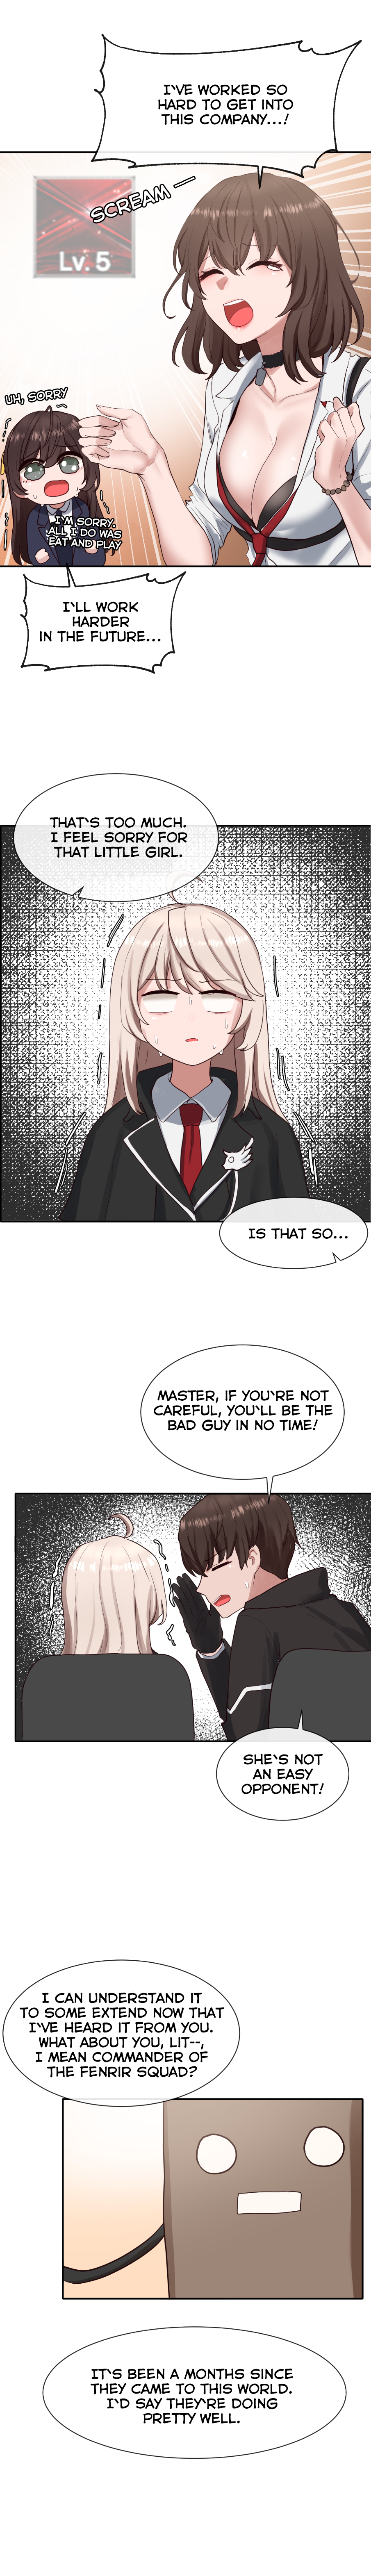 I'VE WORKED SO
HARD TO GET INTO
THIS COMPANY...!
SCREAM —
Lv. 5
UH, SORRY
I'M SORRY.
ALL I DO WAS
EAT AND PLAY
I'LL WORK
HARDER
IN THE FUTURE...
THAT'S TOO MUCH.
I FEEL SORRY FOR
THAT LITTLE GIRL.
IS THAT SO...
MASTER, IF YOU'RE NOT
CAREFUL, YOU'LL BE THE
BAD GUY IN NO TIME!
SHE'S NOT
AN EASY
OPPONENT!
I CAN UNDERSTAND IT
TO SOME EXTEND NOW THAT
I'VE HEARD IT FROM YOU.
WHAT ABOUT YOU, LIT--,
I MEAN COMMANDER OF
THE FENRIR SQUAD?
IT'S BEEN A MONTHS SINCE
THEY CAME TO THIS WORLD.
I'D SAY THEY'RE DOING
PRETTY WELL.